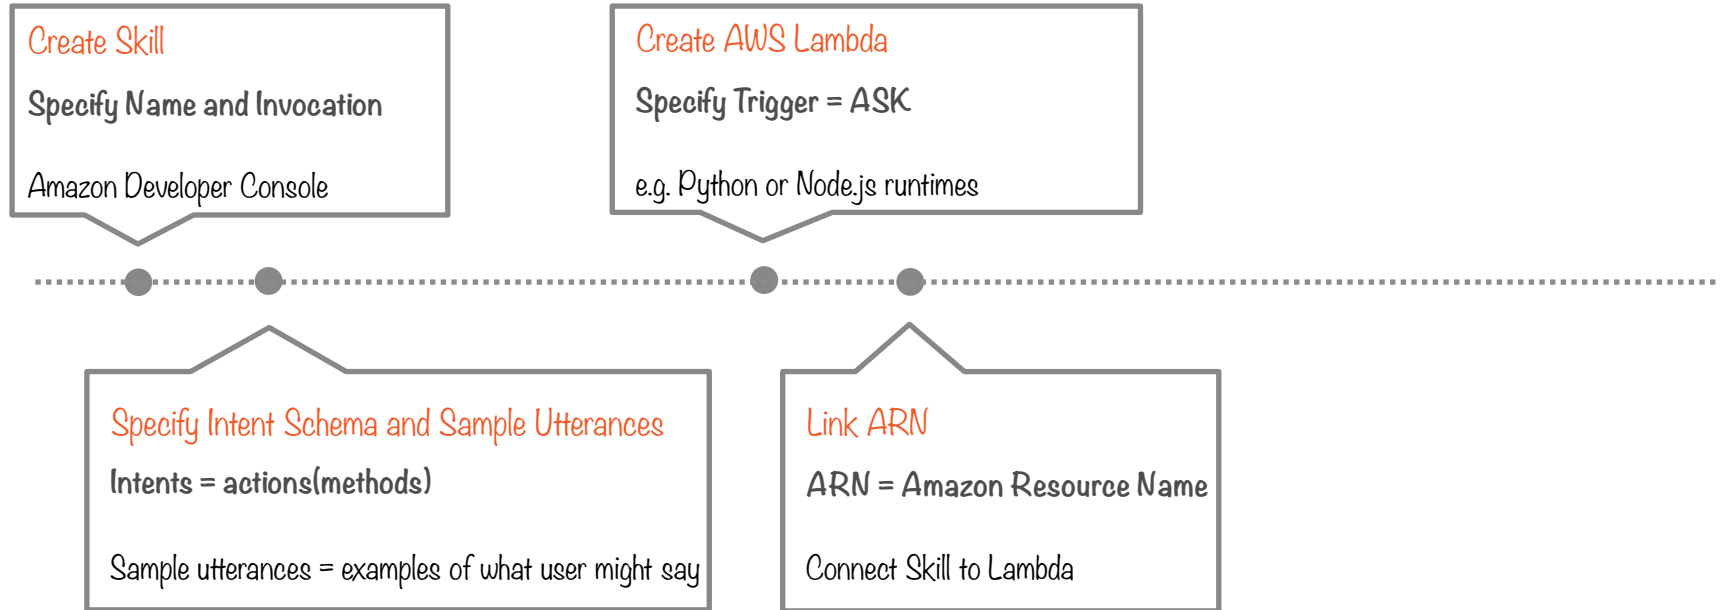 Create Skill
Specify Name and Invocation
Amazon Developer Console
Create AWS Lambda
Specify Trigger = ASK
e.g. Python or Node.js runtimes
Specify Intent Schema and Sample Utterances
Intents = actions(methods)
Sample utterances = examples of what user might say
Link ARN
ARN = Amazon Resource Name
Connect Skill to Lambda